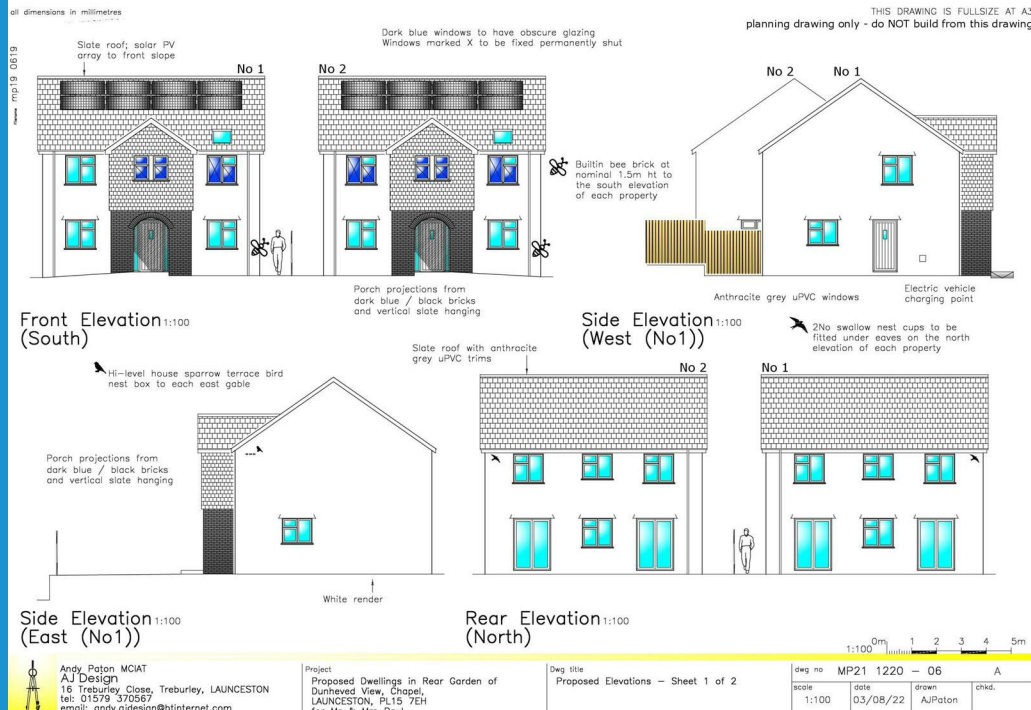 all dimensions in millimetres
THIS DRAWING IS FULLSIZE AT A3
planning drawing only - do NOT build from this drawing
filename mp19 0619
Slate roof; solar PV
array to front slope
Dark blue windows to have obscure glazing
Windows marked X to be fixed permanently shut
No 1
No 2
No 2
No 1
Builtin bee brick at
nominal 1.5m ht to
the south elevation
of each property
Porch projections from
dark blue / black bricks
and vertical slate hanging
Anthracite grey uPVC windows
Electric vehicle
charging point
Front Elevation 1:100
(South)
Side Elevation 1:100
(West (No1))
2No swallow nest cups to be
fitted under eaves on the north
elevation of each property
Hi-level house sparrow terrace bird
nest box to each east gable
Slate roof with anthracite
grey uPVC trims
No 2
No 1
Porch projections from
dark blue / black bricks
and vertical slate hanging
White render
Side Elevation 1:100
(East (No1))
Rear Elevation 1:100
(North)
1:100 0m 1 2 3 4 5m
Andy Paton MCIAT
AJ Design
16 Treburley Close, Treburley, LAUNCESTON
tel: 01579 370567
email: andy.ajdesign@btinternet.com
Project
Proposed Dwellings in Rear Garden of
Dunheved View, Chapel,
LAUNCESTON, PL15 7EH
for Mr & Mrs Paul
Dwg title
Proposed Elevations - Sheet 1 of 2
dwg no MP21 1220 - 06 A
scale date drawn chkd.
1:100 03/08/22 AJPaton